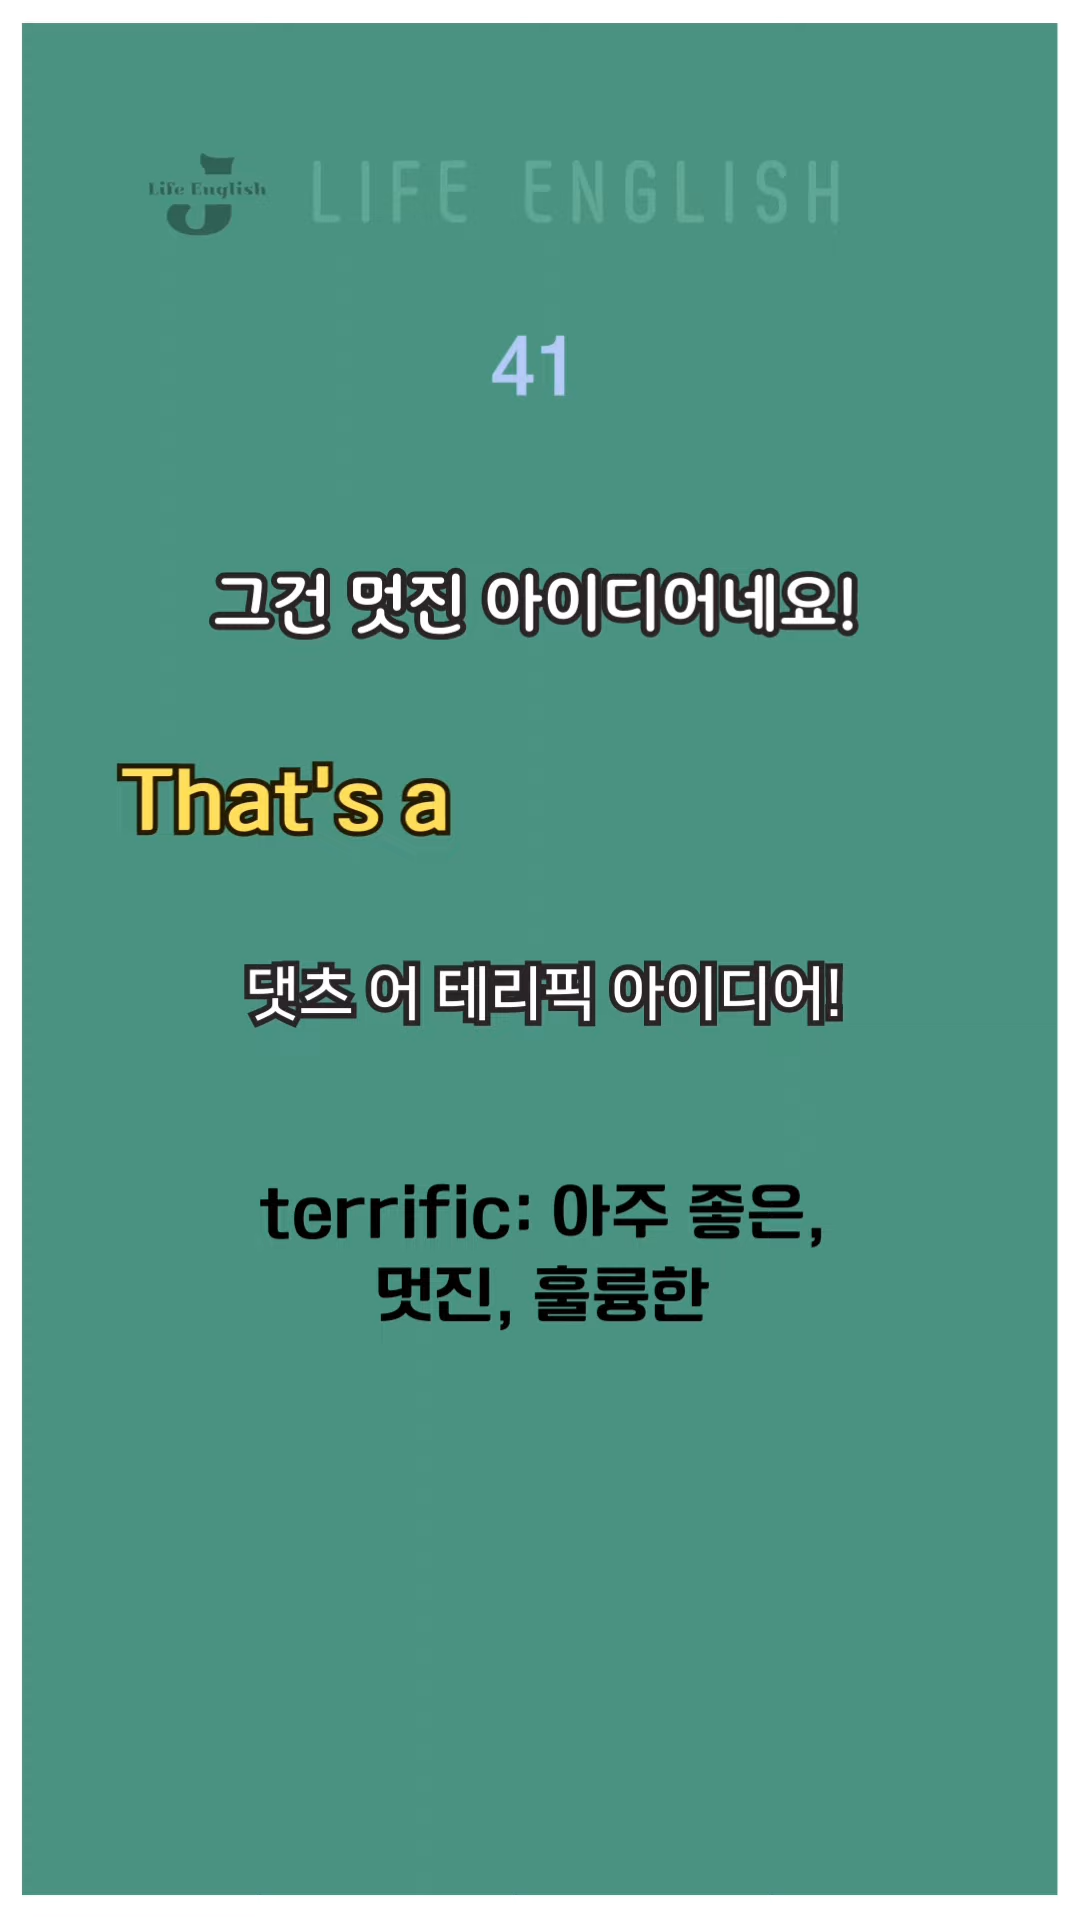 Life English
LIFE ENGLISH
41
그건 멋진 아이디어네요!
That's a
댓츠 어 테리픽 아이디어!
terrific: 아주 좋은,
멋진, 훌륭한